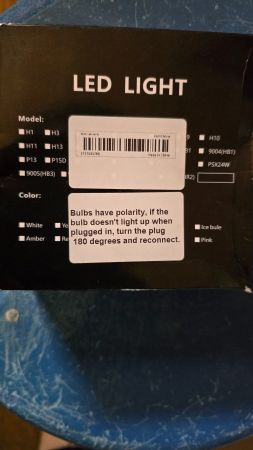 LED LIGHT
Model:
H1 H3 9 H10
H11 H13 B1 9004(HB1)
P13 P15D PSX24W
9005(HB3)
Color:
White Ice bule
Amber Pink
Bulbs have polarity, if the
bulb doesn't light up when
plugged in, turn the plug
180 degrees and reconnect.